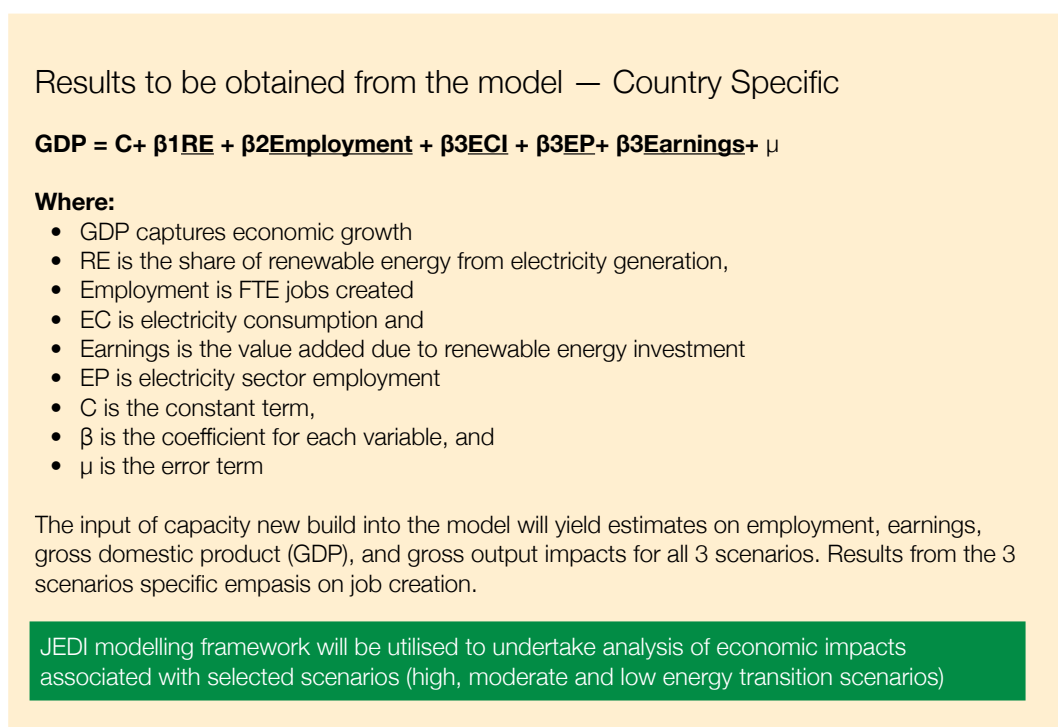 Results to be obtained from the model — Country Specific
GDP = C+ β1RE + β2Employment + β3ECI + β3EP+ β3Earnings+ μ
Where:
• GDP captures economic growth
• RE is the share of renewable energy from electricity generation,
• Employment is FTE jobs created
• EC is electricity consumption and
• Earnings is the value added due to renewable energy investment
• EP is electricity sector employment
• C is the constant term,
• β is the coefficient for each variable, and
• μ is the error term
The input of capacity new build into the model will yield estimates on employment, earnings,
gross domestic product (GDP), and gross output impacts for all 3 scenarios. Results from the 3
scenarios specific empasis on job creation.
JEDI modelling framework will be utilised to undertake analysis of economic impacts
associated with selected scenarios (high, moderate and low energy transition scenarios)